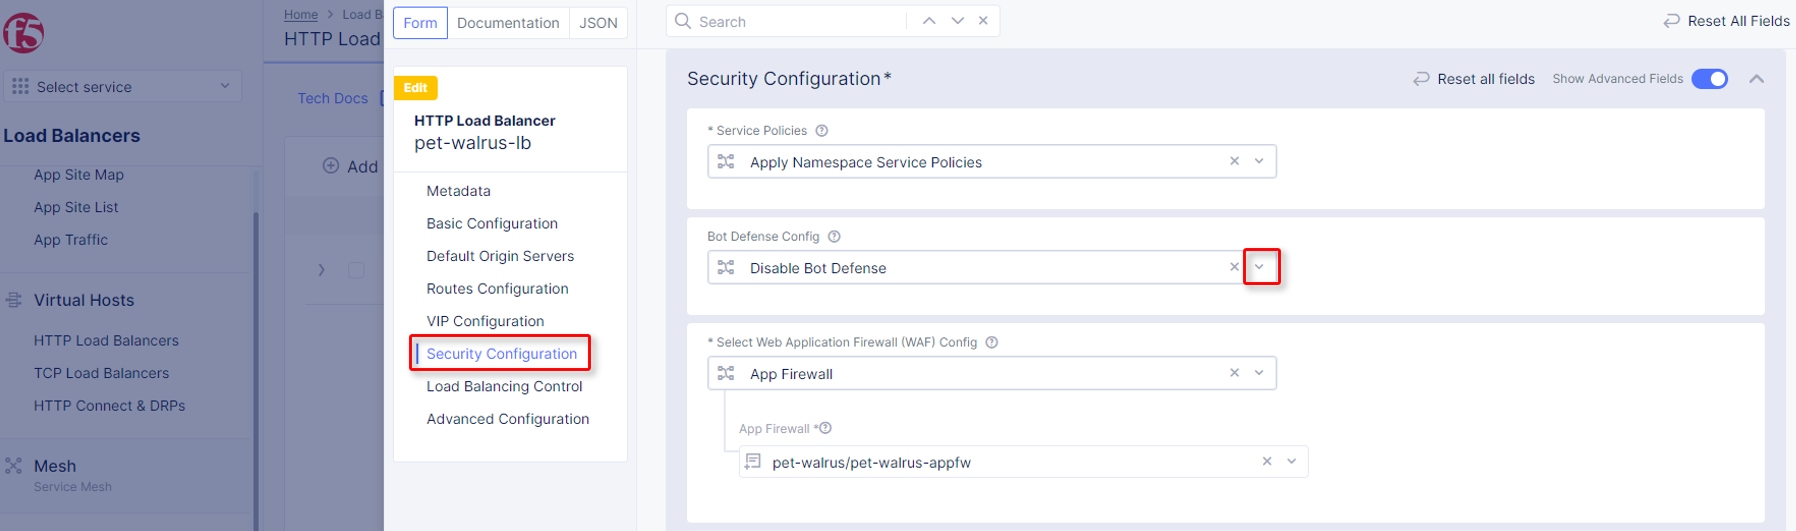 f5
Select service
Load Balancers
App Site Map
App Site List
App Traffic
Virtual Hosts
HTTP Load Balancers
TCP Load Balancers
HTTP Connect & DRPs
Mesh
Service Mesh
Home > Load B
HTTP Load
Tech Docs
Add
Form
Documentation
JSON
Edit
HTTP Load Balancer
pet-walrus-lb
Metadata
Basic Configuration
Default Origin Servers
Routes Configuration
VIP Configuration
Security Configuration
Load Balancing Control
Advanced Configuration
Search
Reset All Fields
Security Configuration*
Reset all fields
Show Advanced Fields
* Service Policies
Apply Namespace Service Policies
Bot Defense Config
Disable Bot Defense
* Select Web Application Firewall (WAF) Config
App Firewall
App Firewall *
pet-walrus/pet-walrus-appfw